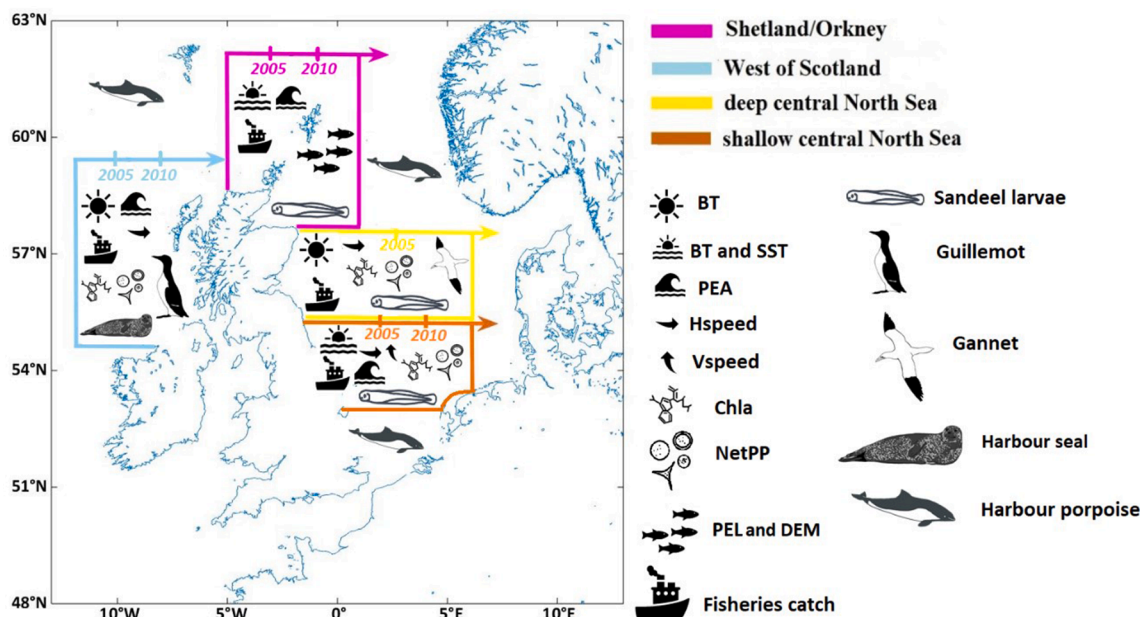 63°N
60°N
57°N
54°N
51°N
48°N
10°W
5°W
0°
5°E
10°E
2005
2010
2005
2010
2005
2005
2010
Shetland/Orkney
West of Scotland
deep central North Sea
shallow central North Sea
BT
BT and SST
PEA
Hspeed
Vspeed
Chla
NetPP
PEL and DEM
Fisheries catch
Sandeel larvae
Guillemot
Gannet
Harbour seal
Harbour porpoise